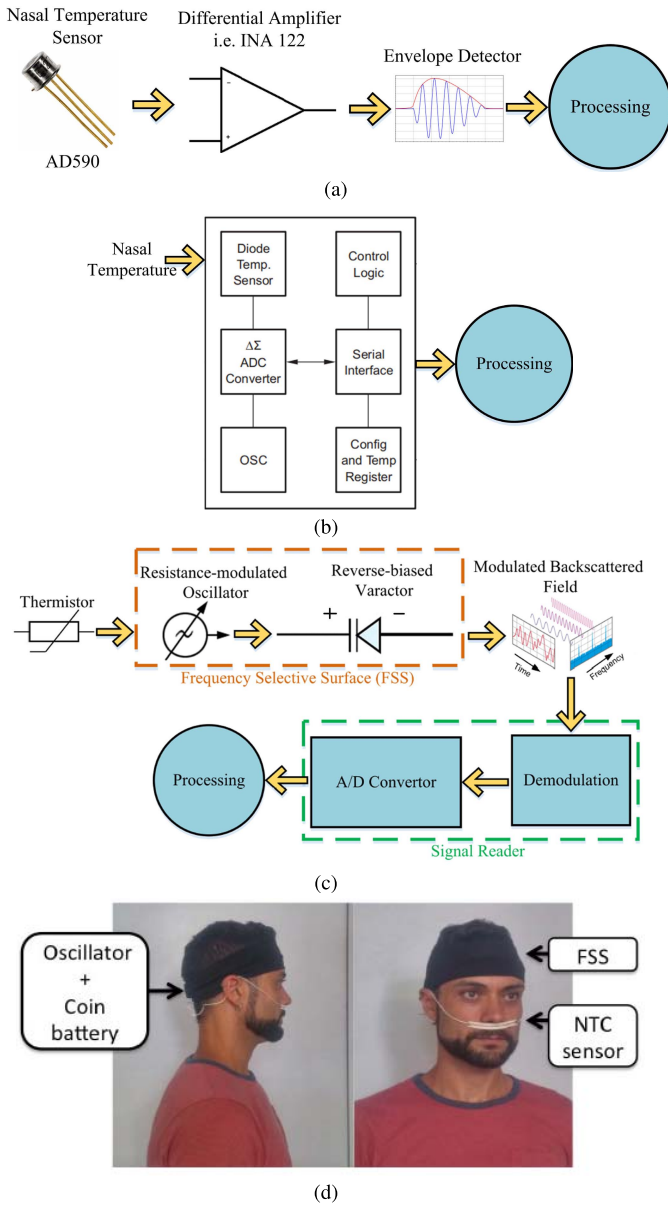 Nasal Temperature
Sensor
Differential Amplifier
i.e. INA 122
Envelope Detector
Processing
AD590
(a)
Nasal
Temperature
Diode
Temp.
Sensor
Control
Logic
ΔΣ
ADC
Converter
Serial
Interface
OSC
Config
and Temp
Register
Processing
(b)
Thermistor
Resistance-modulated
Oscillator
Reverse-biased
Varactor
+
−
Frequency Selective Surface (FSS)
Modulated Backscattered
Field
Time
Frequency
Processing
A/D Convertor
Demodulation
Signal Reader
(c)
Oscillator
+
Coin
battery
FSS
NTC
sensor
(d)